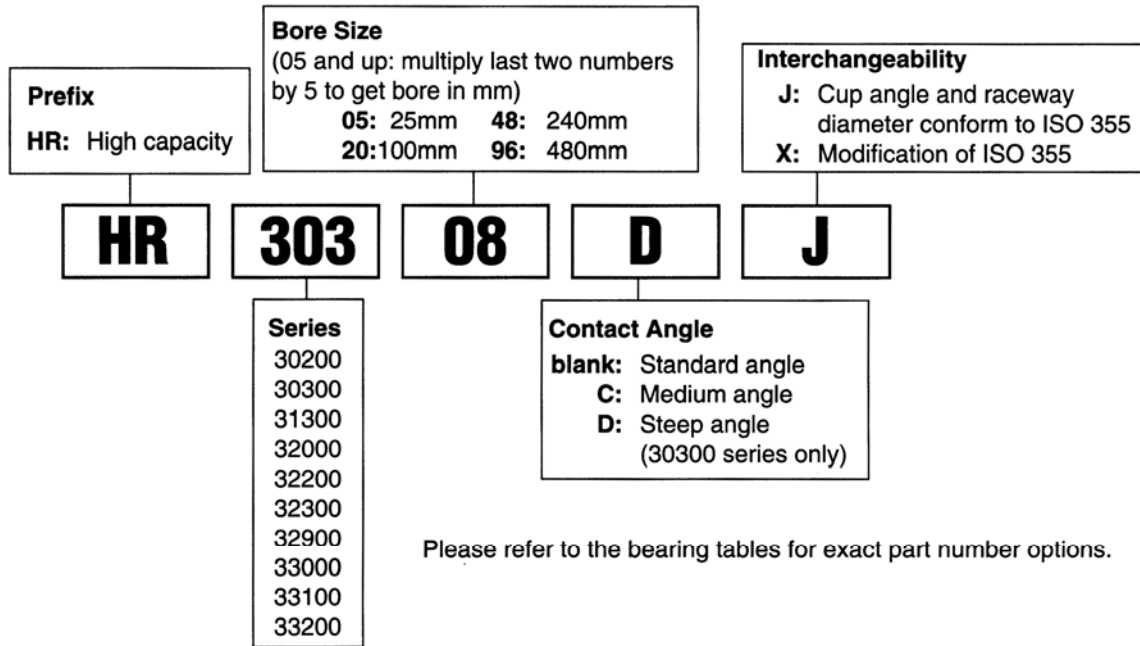 Prefix
HR: High capacity
Bore Size
(05 and up: multiply last two numbers
by 5 to get bore in mm)
05: 25mm 48: 240mm
20:100mm 96: 480mm
Interchangeability
J: Cup angle and raceway
diameter conform to ISO 355
X: Modification of ISO 355
HR 303 08 D J
Series
30200
30300
31300
32000
32200
32300
32900
33000
33100
33200
Contact Angle
blank: Standard angle
C: Medium angle
D: Steep angle
(30300 series only)
Please refer to the bearing tables for exact part number options.